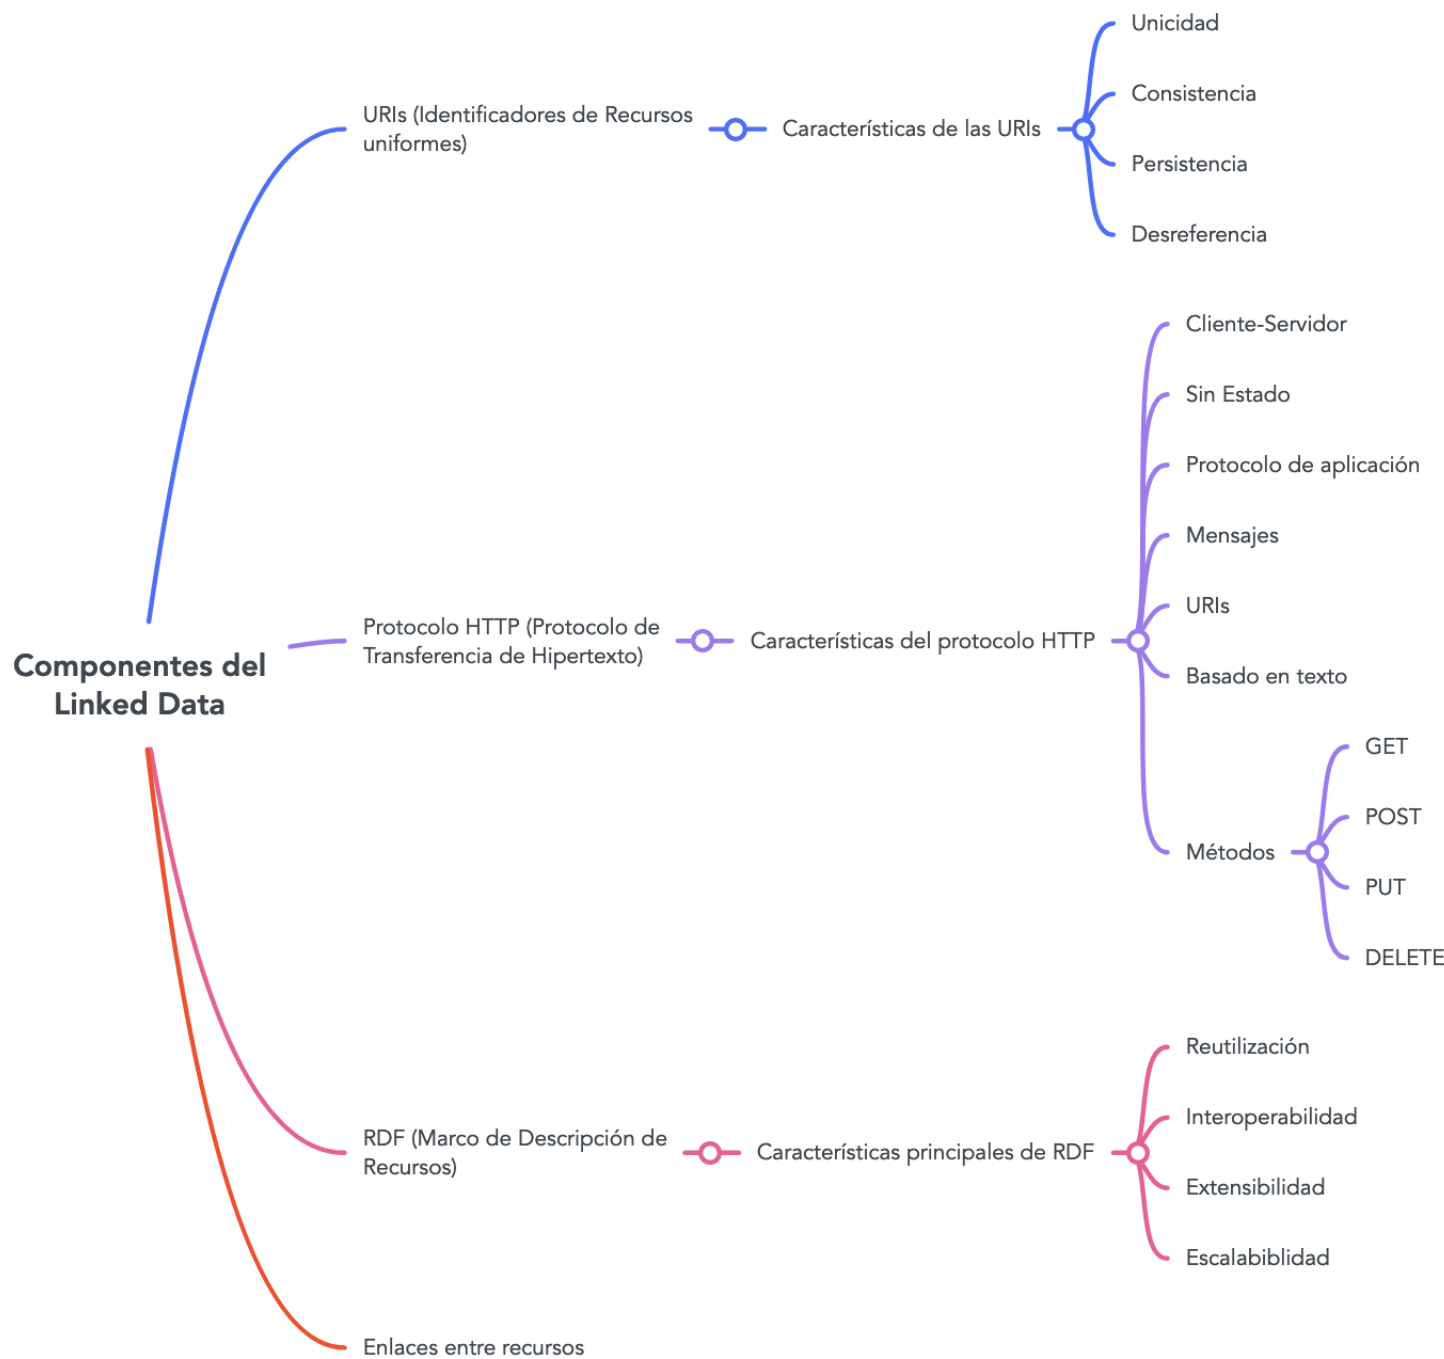 Componentes del
Linked Data
URIs (Identificadores de Recursos
uniformes)
Características de las URIs
Unicidad
Consistencia
Persistencia
Desreferencia
Protocolo HTTP (Protocolo de
Transferencia de Hipertexto)
Características del protocolo HTTP
Cliente-Servidor
Sin Estado
Protocolo de aplicación
Mensajes
URIs
Basado en texto
Métodos
GET
POST
PUT
DELETE
RDF (Marco de Descripción de
Recursos)
Características principales de RDF
Reutilización
Interoperabilidad
Extensibilidad
Escalabiblidad
Enlaces entre recursos